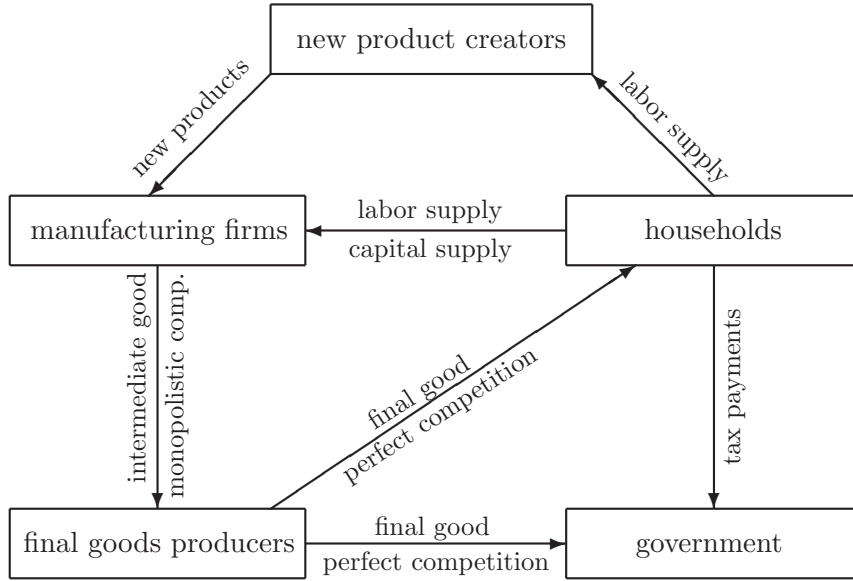 new product creators
new products
labor supply
manufacturing firms
labor supply
capital supply
households
intermediate good
monopolistic comp.
final good
perfect competition
tax payments
final goods producers
final good
perfect competition
government